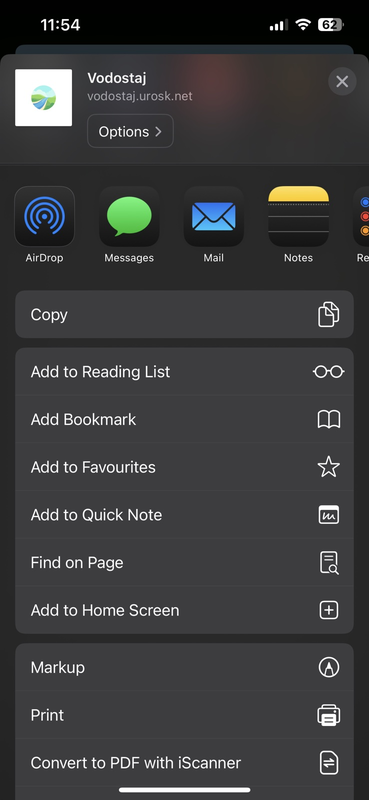 11:54
62
Vodostaj
vodostaj.urosk.net
Options
AirDrop
Messages
Mail
Notes
Re
Copy
Add to Reading List
Add Bookmark
Add to Favourites
Add to Quick Note
Find on Page
Add to Home Screen
Markup
Print
Convert to PDF with iScanner